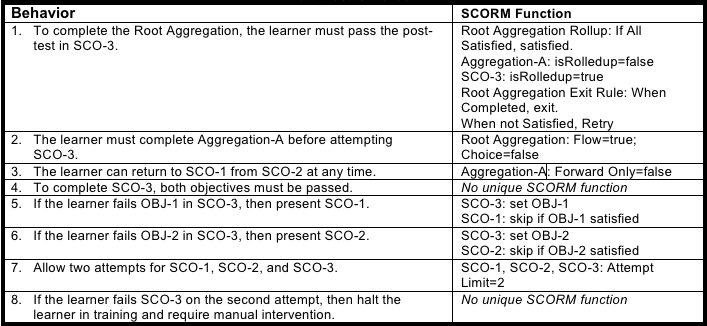 Behavior
SCORM Function
1. To complete the Root Aggregation, the learner must pass the post-
test in SCO-3.
Root Aggregation Rollup: If All
Satisfied, satisfied.
Aggregation-A: isRolledup=false
SCO-3: isRolledup=true
Root Aggregation Exit Rule: When
Completed, exit.
When not Satisfied, Retry
2. The learner must complete Aggregation-A before attempting
SCO-3.
Root Aggregation: Flow=true;
Choice=false
3. The learner can return to SCO-1 from SCO-2 at any time.
Aggregation-A: Forward Only=false
4. To complete SCO-3, both objectives must be passed.
No unique SCORM function
5. If the learner fails OBJ-1 in SCO-3, then present SCO-1.
SCO-3: set OBJ-1
SCO-1: skip if OBJ-1 satisfied
6. If the learner fails OBJ-2 in SCO-3, then present SCO-2.
SCO-3: set OBJ-2
SCO-2: skip if OBJ-2 satisfied
7. Allow two attempts for SCO-1, SCO-2, and SCO-3.
SCO-1, SCO-2, SCO-3: Attempt
Limit=2
8. If the learner fails SCO-3 on the second attempt, then halt the
learner in training and require manual intervention.
No unique SCORM function